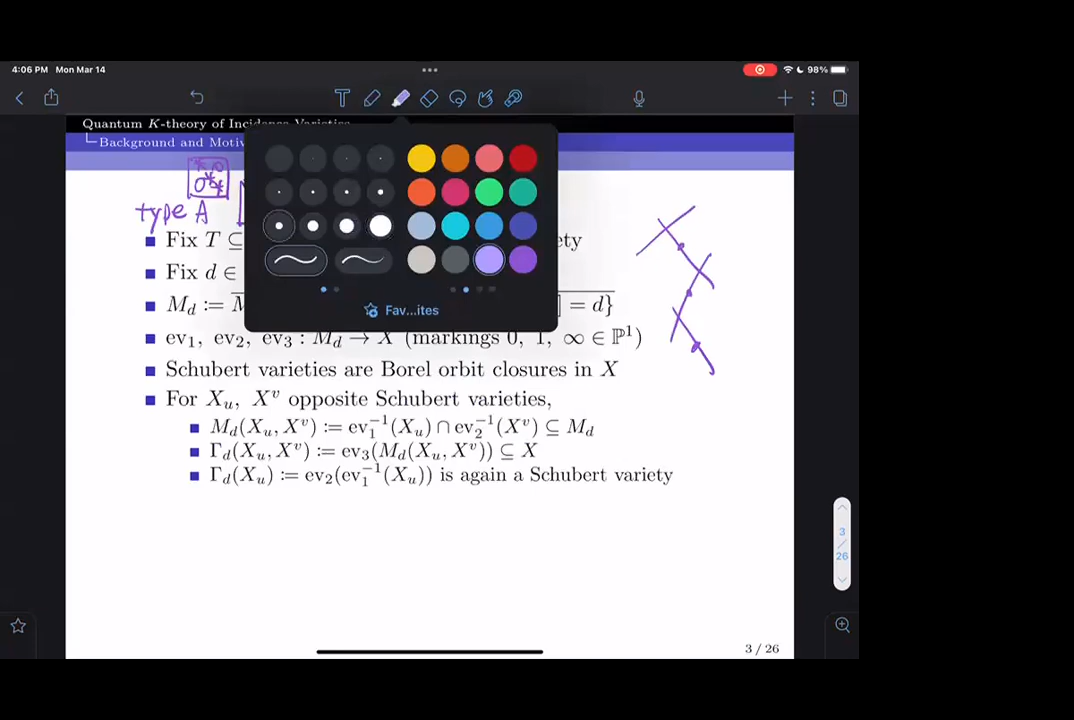 4:06 PM Mon Mar 14
98%
Quantum K-theory of Incidence Varieties
Background and Motiv
type A
Fix T ⊆
ety
Fix d ∈
M_d :=
] = d}
ev₁, ev₂, ev₃ : M_d → X (markings 0, 1, ∞ ∈ ℙ¹)
Schubert varieties are Borel orbit closures in X
For X_u, X^v opposite Schubert varieties,
M_d(X_u, X^v) := ev₁⁻¹(X_u) ∩ ev₂⁻¹(X^v) ⊆ M_d
Γ_d(X_u, X^v) := ev₃(M_d(X_u, X^v)) ⊆ X
Γ_d(X_u) := ev₂(ev₁⁻¹(X_u)) is again a Schubert variety
Fav...ites
3
/
26
3 / 26